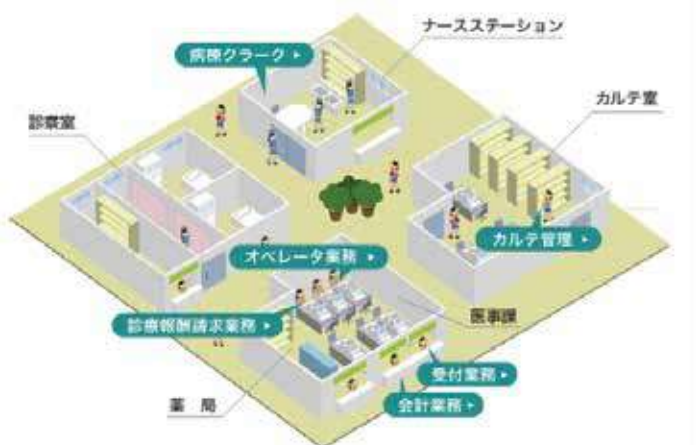 ナースステーション
病棟クラーク
カルテ室
診察室
カルテ管理
オペレータ業務
診療報酬請求業務
医事課
受付業務
薬 局
会計業務